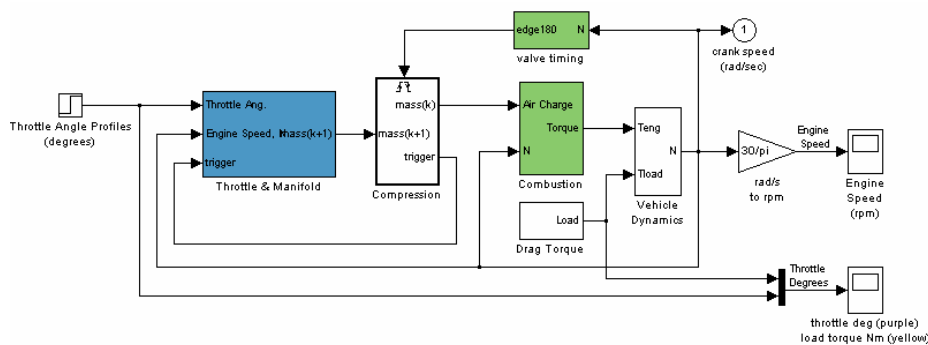 edge180 N
valve timing
1
crank speed
(rad/sec)
Throttle Angle Profiles
(degrees)
Throttle Ang.
Engine Speed, N
mass(k+1)
trigger
Throttle & Manifold
mass(k)
mass(k+1)
trigger
Compression
Air Charge
Torque
N
Combustion
Teng
N
Tload
Vehicle
Dynamics
Load
Drag Torque
30/pi
rad/s
to rpm
Engine
Speed
Engine
Speed
(rpm)
Throttle
Degrees
throttle deg (purple)
load torque Nm (yellow)